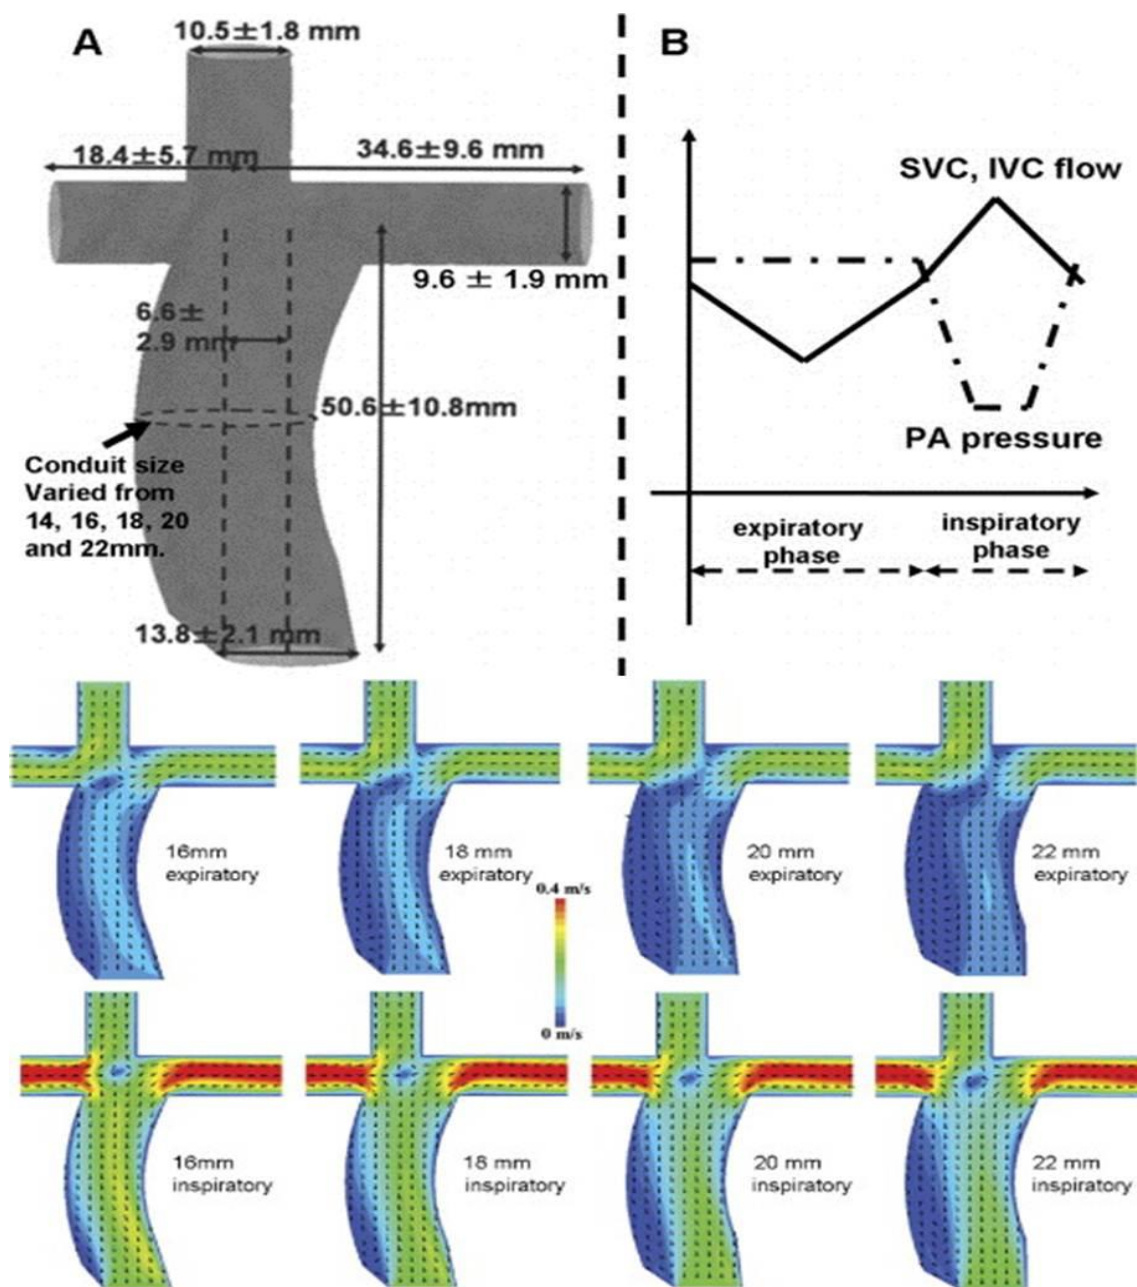 A
10.5±1.8 mm
18.4±5.7 mm
34.6±9.6 mm
9.6 ± 1.9 mm
6.6±
2.9 mm
50.6±10.8mm
Conduit size
Varied from
14, 16, 18, 20
and 22mm.
13.8±2.1 mm
B
SVC, IVC flow
PA pressure
expiratory
phase
inspiratory
phase
16mm
expiratory
18 mm
expiratory
20 mm
expiratory
22 mm
expiratory
0.4 m/s
0 m/s
16mm
inspiratory
18 mm
inspiratory
20 mm
inspiratory
22 mm
inspiratory